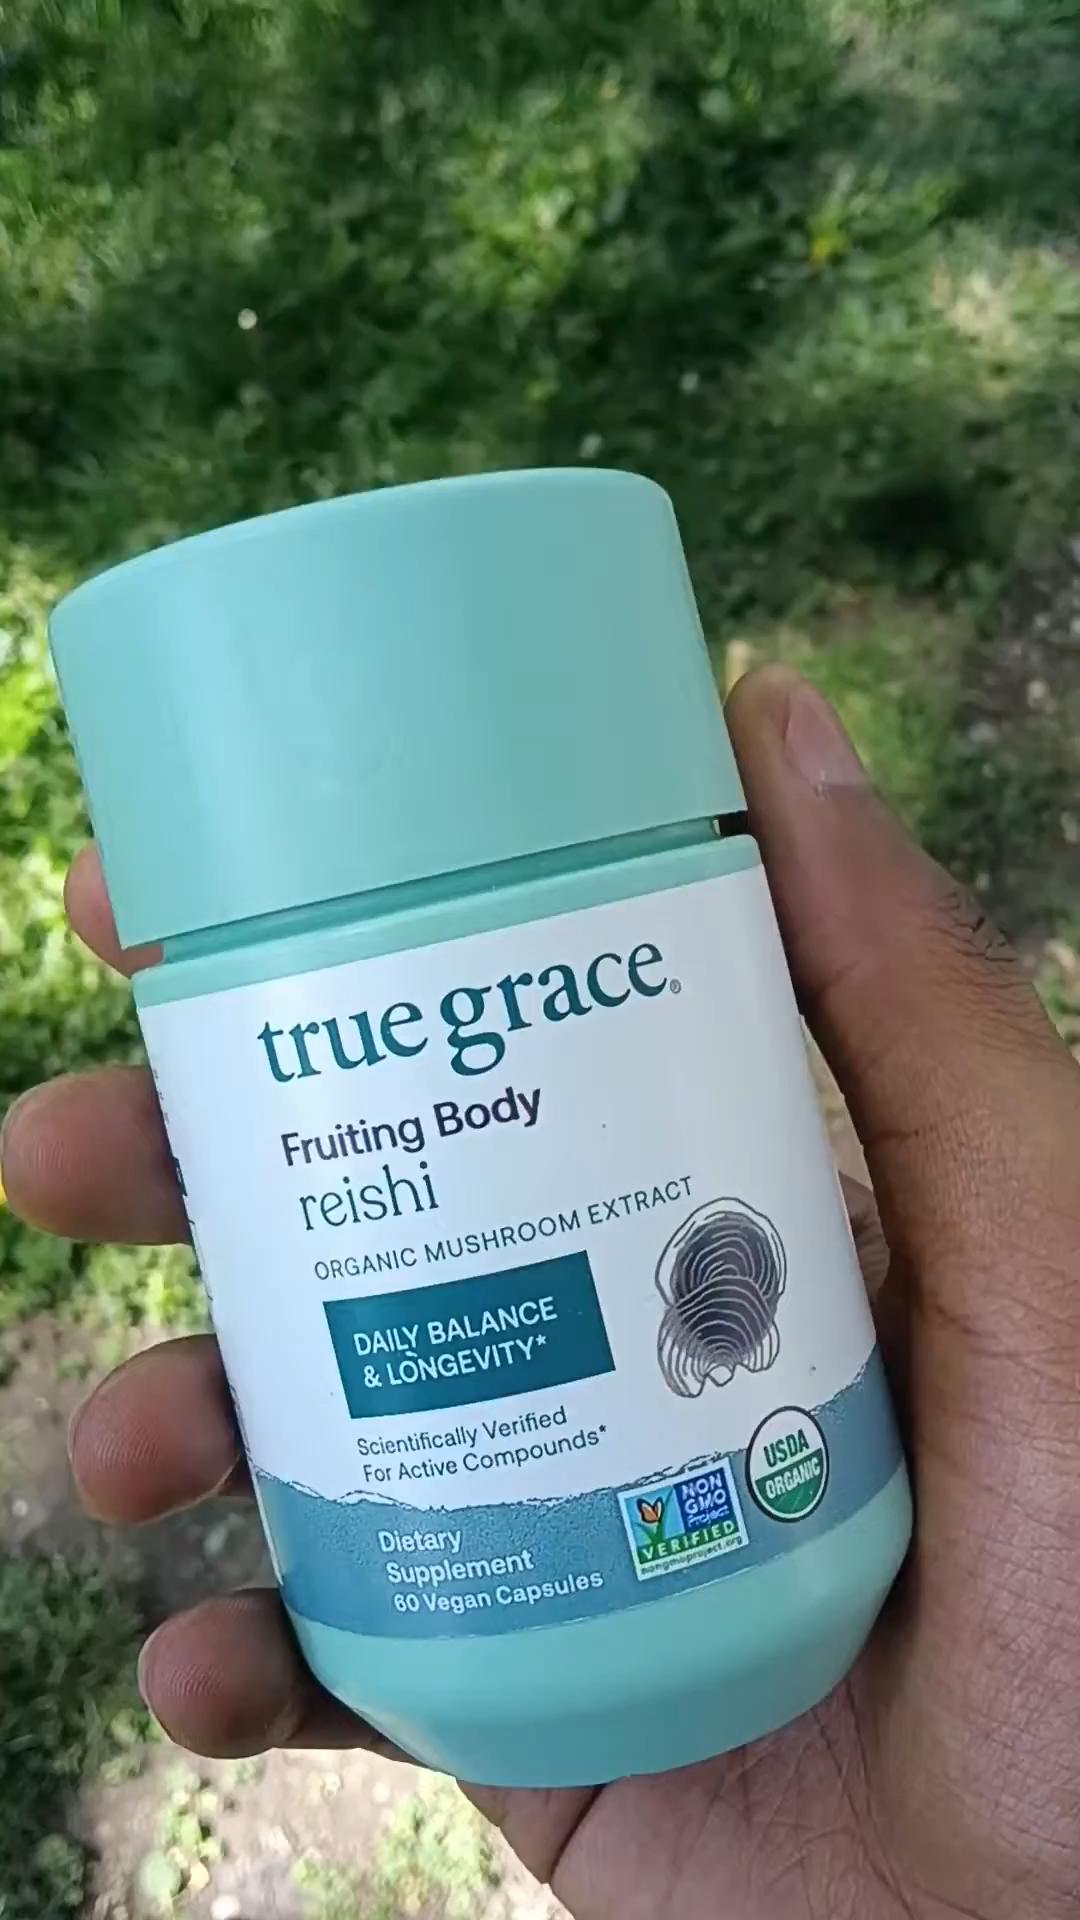 true grace®
Fruiting Body
reishi
ORGANIC MUSHROOM EXTRACT
DAILY BALANCE
& LONGEVITY*
Scientifically Verified
For Active Compounds*
Dietary
Supplement
60 Vegan Capsules
NON
GMO
Project
VERIFIED
nongmoproject.org
USDA
ORGANIC